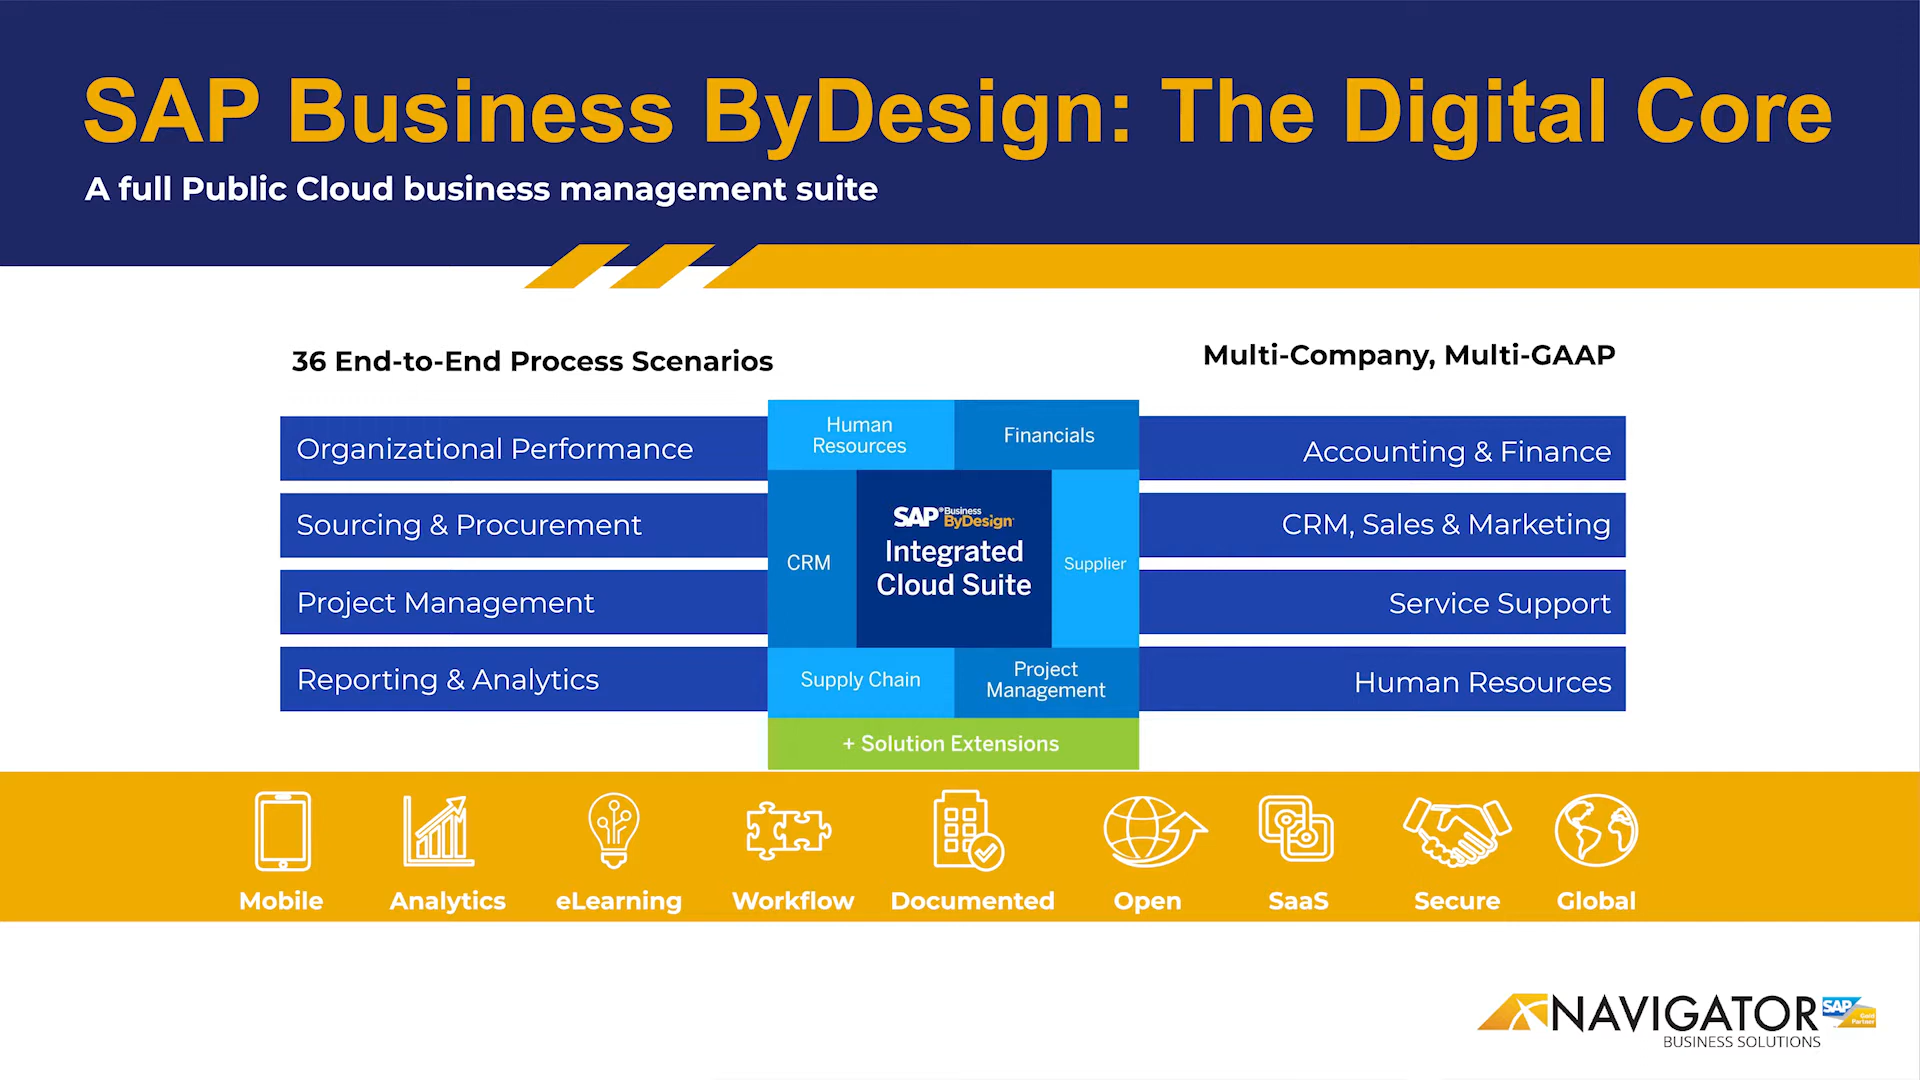 SAP Business ByDesign: The Digital Core
A full Public Cloud business management suite
36 End-to-End Process Scenarios
Multi-Company, Multi-GAAP
Organizational Performance
Sourcing & Procurement
Project Management
Reporting & Analytics
Human
Resources
Financials
CRM
SAP® Business
ByDesign
Integrated
Cloud Suite
Supplier
Supply Chain
Project
Management
+ Solution Extensions
Accounting & Finance
CRM, Sales & Marketing
Service Support
Human Resources
Mobile
Analytics
eLearning
Workflow
Documented
Open
SaaS
Secure
Global
NAVIGATOR
BUSINESS SOLUTIONS
SAP
Gold
Partner